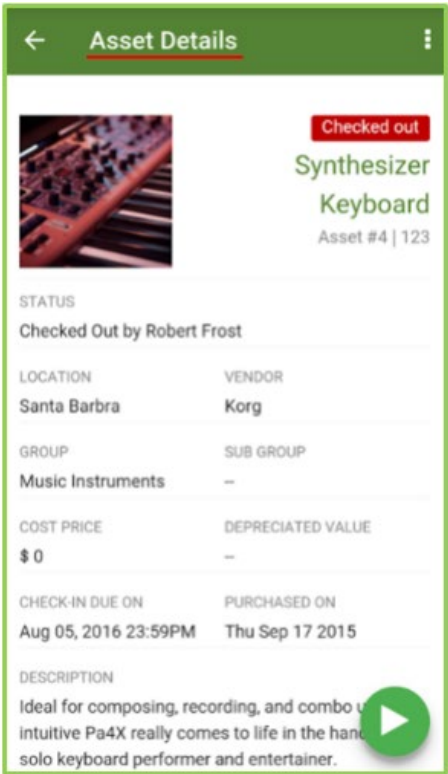 Asset Details
Checked out
Synthesizer
Keyboard
Asset #4 | 123
STATUS
Checked Out by Robert Frost
LOCATION
VENDOR
Santa Barbra
Korg
GROUP
SUB GROUP
Music Instruments
--
COST PRICE
DEPRECIATED VALUE
$ 0
--
CHECK-IN DUE ON
PURCHASED ON
Aug 05, 2016 23:59PM
Thu Sep 17 2015
DESCRIPTION
Ideal for composing, recording, and combo
intuitive Pa4X really comes to life in the
solo keyboard performer and entertainer.